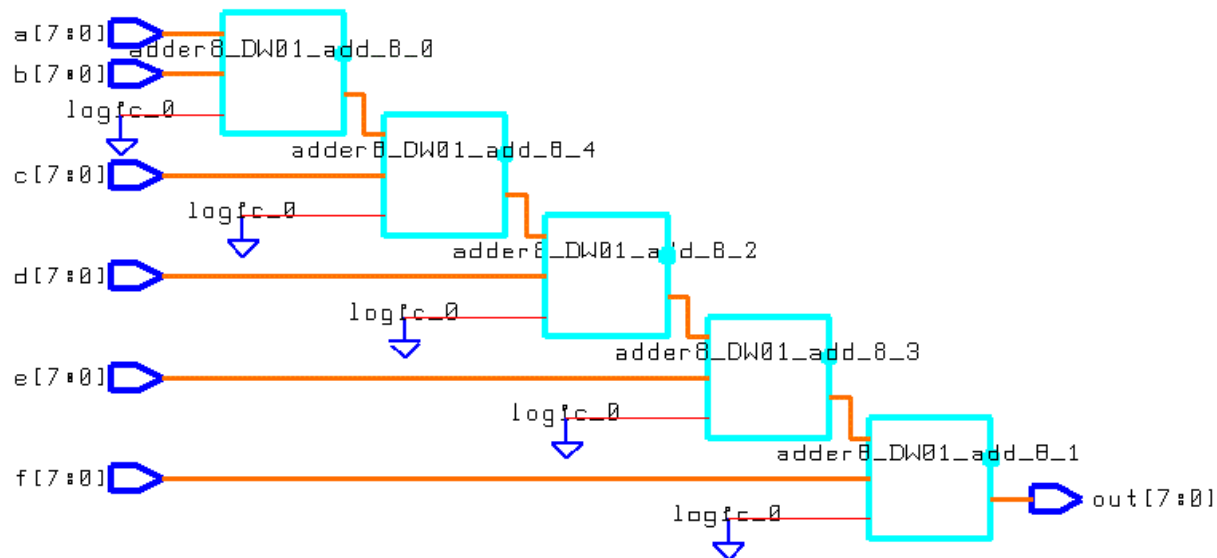 a[7:0]
adder8_DW01_add_8_0
b[7:0]
logic_0
adder8_DW01_add_8_4
c[7:0]
logic_0
adder8_DW01_add_8_2
d[7:0]
logic_0
adder8_DW01_add_8_3
e[7:0]
logic_0
adder8_DW01_add_8_1
f[7:0]
out[7:0]
logic_0